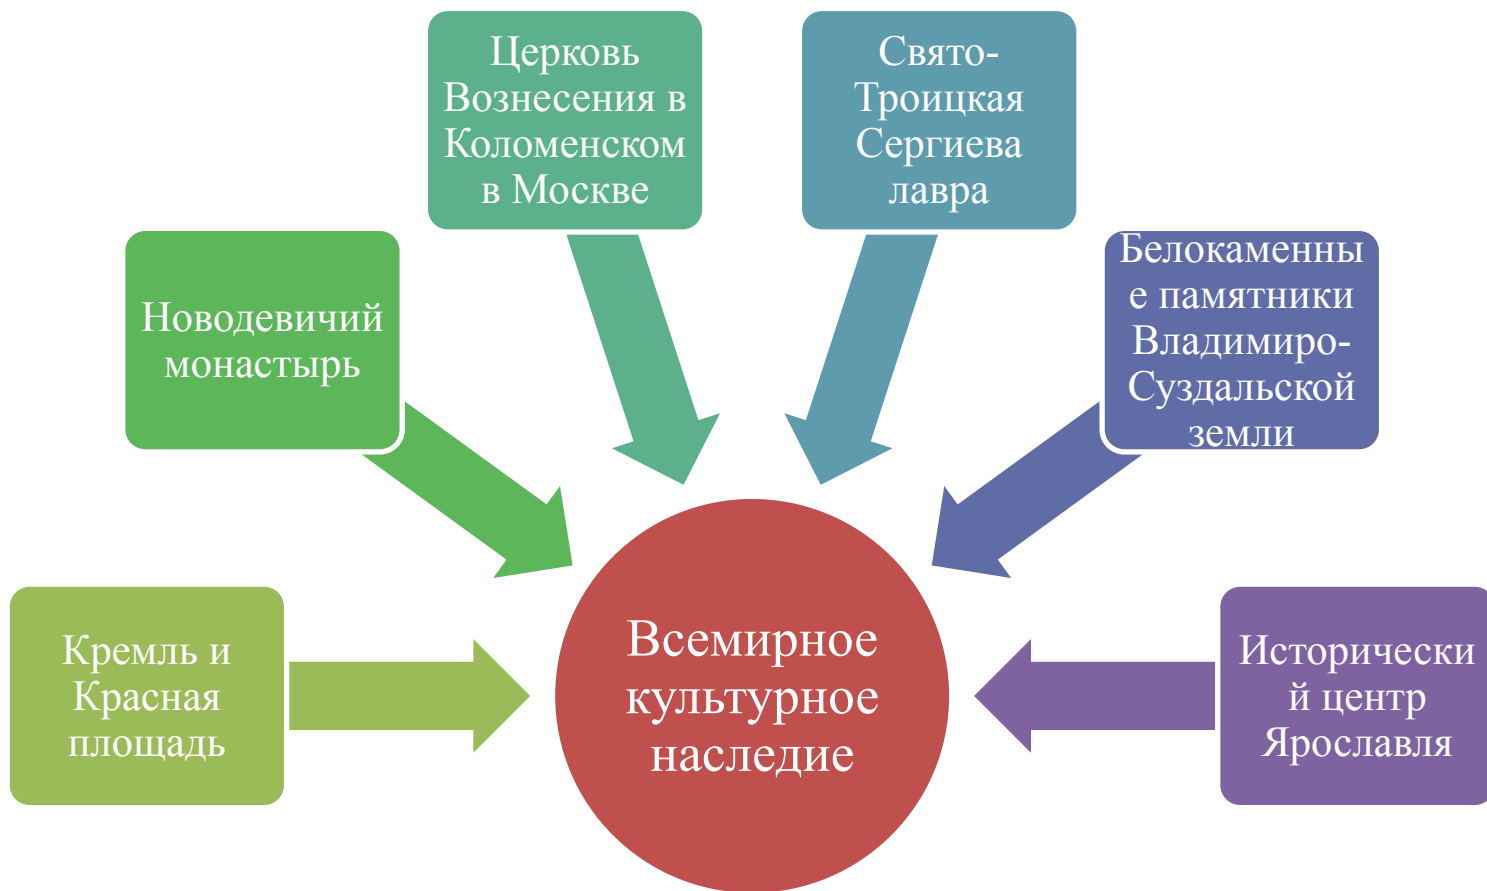 Церковь
Вознесения в
Коломенском
в Москве
Свято-
Троицкая
Сергиева
лавра
Новодевичий
монастырь
Белокаменны
е памятники
Владимиро-
Суздальской
земли
Кремль и
Красная
площадь
Всемирное
культурное
наследие
Исторически
й центр
Ярославля